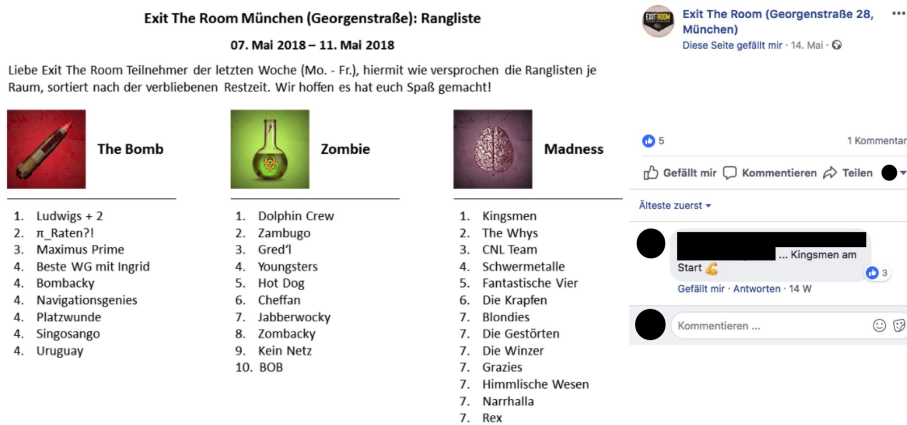 Exit The Room München (Georgenstraße): Rangliste
07. Mai 2018 – 11. Mai 2018
Liebe Exit The Room Teilnehmer der letzten Woche (Mo. - Fr.), hiermit wie versprochen die Ranglisten je
Raum, sortiert nach der verbliebenen Restzeit. Wir hoffen es hat euch Spaß gemacht!
The Bomb
1. Ludwigs + 2
2. π_Raten?!
3. Maximus Prime
4. Beste WG mit Ingrid
4. Bombacky
4. Navigationsgenies
4. Platzwunde
4. Singosango
4. Uruguay
Zombie
1. Dolphin Crew
2. Zambugo
3. Gred'l
4. Youngsters
5. Hot Dog
6. Cheffan
7. Jabberwocky
8. Zombacky
9. Kein Netz
10. BOB
Madness
1. Kingsmen
2. The Whys
3. CNL Team
4. Schwermetalle
5. Fantastische Vier
6. Die Krapfen
7. Blondies
7. Die Gestörten
7. Die Winzer
7. Grazies
7. Himmlische Wesen
7. Narrhalla
7. Rex
EXIT ROOM
Exit The Room (Georgenstraße 28, ...
München)
Diese Seite gefällt mir · 14. Mai ·
5 1 Kommentar
Gefällt mir Kommentieren Teilen
Älteste zuerst
... Kingsmen am
Start 💪
3
Gefällt mir · Antworten · 14 W
Kommentieren ...